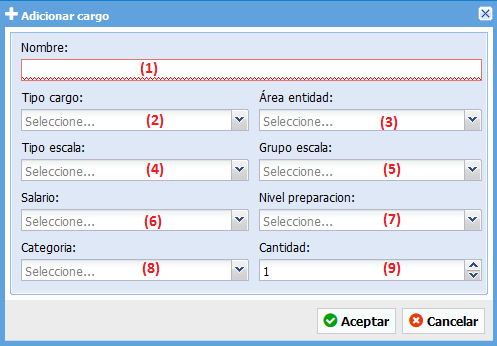 Adicionar cargo
Nombre:
(1)
Tipo cargo: Área entidad:
Seleccione... (2) Seleccione... (3)
Tipo escala: Grupo escala:
Seleccione... (4) Seleccione... (5)
Salario: Nivel preparacion:
Seleccione... (6) Seleccione... (7)
Categoria: Cantidad:
Seleccione... (8) 1 (9)
Aceptar Cancelar